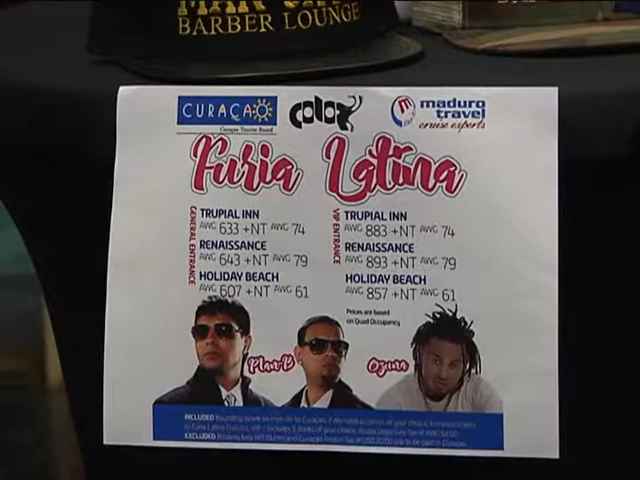 BARBER LOUNGE
CURAÇAO
Curaçao Tourist Board
color
maduro
travel
cruise experts
Furia Latina
GENERAL ENTRANCE
TRUPIAL INN
AWG 633 +NT AWG 74
RENAISSANCE
AWG 643 +NT AWG 79
HOLIDAY BEACH
AWG 607 +NT AWG 61
VIP ENTRANCE
TRUPIAL INN
AWG 883 +NT AWG 74
RENAISSANCE
AWG 893 +NT AWG 79
HOLIDAY BEACH
AWG 857 +NT AWG 61
Prices are based
on Quad Occupancy
Plan-B
Ozuna
INCLUDED
EXCLUDED